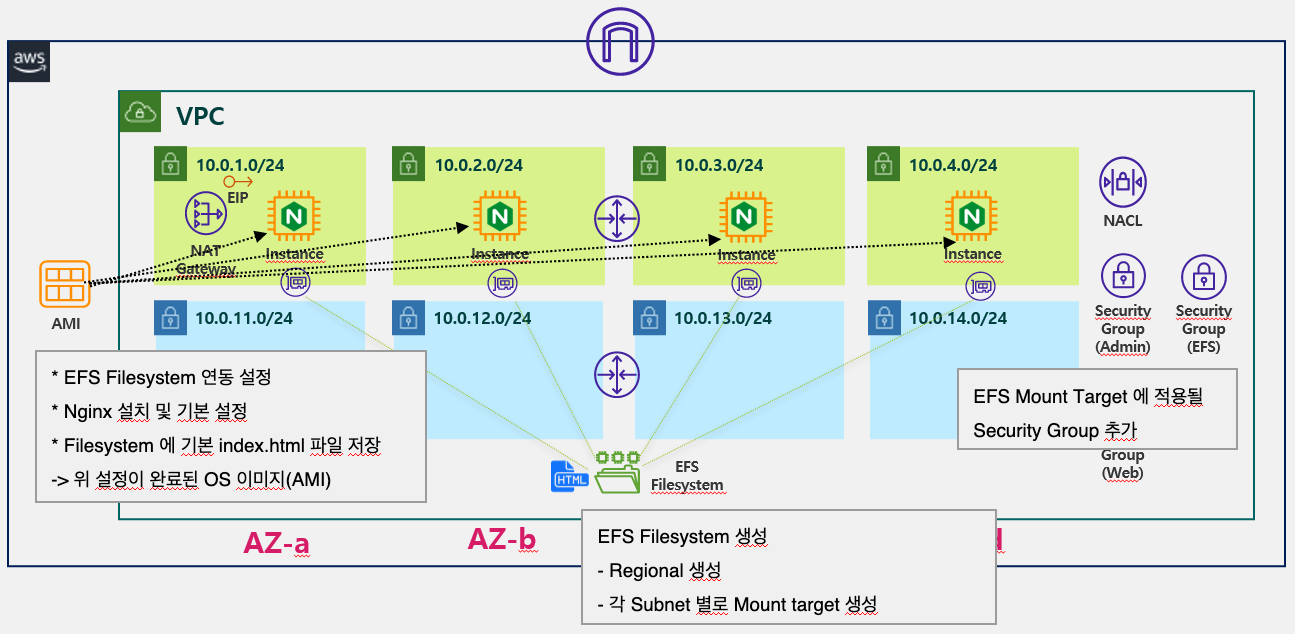 aws
VPC
10.0.1.0/24
10.0.2.0/24
10.0.3.0/24
10.0.4.0/24
EIP
NAT
Gateway
Instance
Instance
Instance
Instance
NACL
AMI
10.0.11.0/24
10.0.12.0/24
10.0.13.0/24
10.0.14.0/24
Security
Group
(Admin)
Security
Group
(EFS)
* EFS Filesystem 연동 설정
* Nginx 설치 및 기본 설정
* Filesystem 에 기본 index.html 파일 저장
-> 위 설정이 완료된 OS 이미지(AMI)
EFS Mount Target 에 적용될
Security Group 추가
Group
(Web)
HTML
EFS
Filesystem
AZ-a
AZ-b
EFS Filesystem 생성
- Regional 생성
- 각 Subnet 별로 Mount target 생성